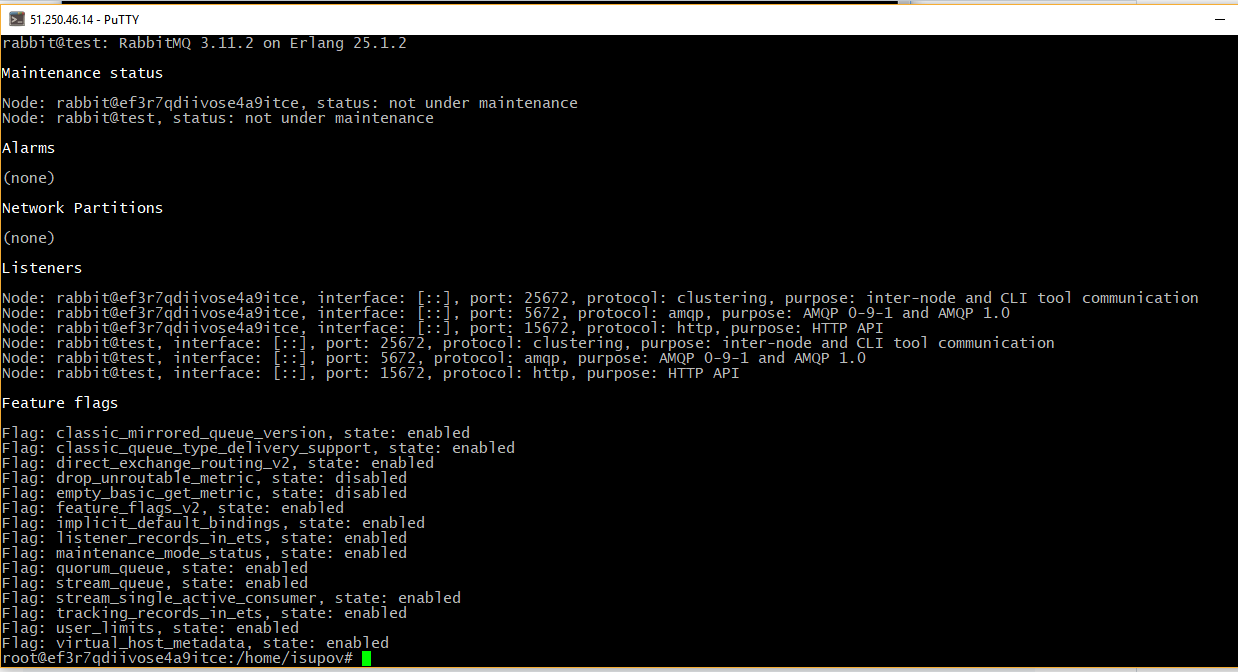 51.250.46.14 - PuTTY
rabbit@test: RabbitMQ 3.11.2 on Erlang 25.1.2
Maintenance status
Node: rabbit@ef3r7qdiivose4a9itce, status: not under maintenance
Node: rabbit@test, status: not under maintenance
Alarms
(none)
Network Partitions
(none)
Listeners
Node: rabbit@ef3r7qdiivose4a9itce, interface: [::], port: 25672, protocol: clustering, purpose: inter-node and CLI tool communication
Node: rabbit@ef3r7qdiivose4a9itce, interface: [::], port: 5672, protocol: amqp, purpose: AMQP 0-9-1 and AMQP 1.0
Node: rabbit@ef3r7qdiivose4a9itce, interface: [::], port: 15672, protocol: http, purpose: HTTP API
Node: rabbit@test, interface: [::], port: 25672, protocol: clustering, purpose: inter-node and CLI tool communication
Node: rabbit@test, interface: [::], port: 5672, protocol: amqp, purpose: AMQP 0-9-1 and AMQP 1.0
Node: rabbit@test, interface: [::], port: 15672, protocol: http, purpose: HTTP API
Feature flags
Flag: classic_mirrored_queue_version, state: enabled
Flag: classic_queue_type_delivery_support, state: enabled
Flag: direct_exchange_routing_v2, state: enabled
Flag: drop_unroutable_metric, state: disabled
Flag: empty_basic_get_metric, state: disabled
Flag: feature_flags_v2, state: enabled
Flag: implicit_default_bindings, state: enabled
Flag: listener_records_in_ets, state: enabled
Flag: maintenance_mode_status, state: enabled
Flag: quorum_queue, state: enabled
Flag: stream_queue, state: enabled
Flag: stream_single_active_consumer, state: enabled
Flag: tracking_records_in_ets, state: enabled
Flag: user_limits, state: enabled
Flag: virtual_host_metadata, state: enabled
root@ef3r7qdiivose4a9itce:/home/isupov#